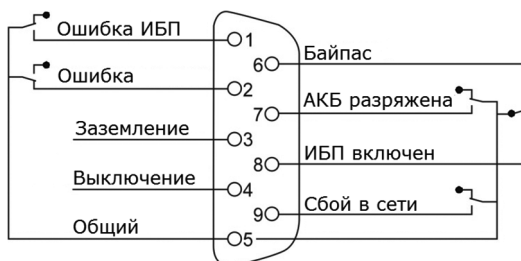 Ошибка ИБП 1
6 Байпас
Ошибка 2
7 АКБ разряжена
Заземление 3
8 ИБП включен
Выключение 4
9 Сбой в сети
Общий 5